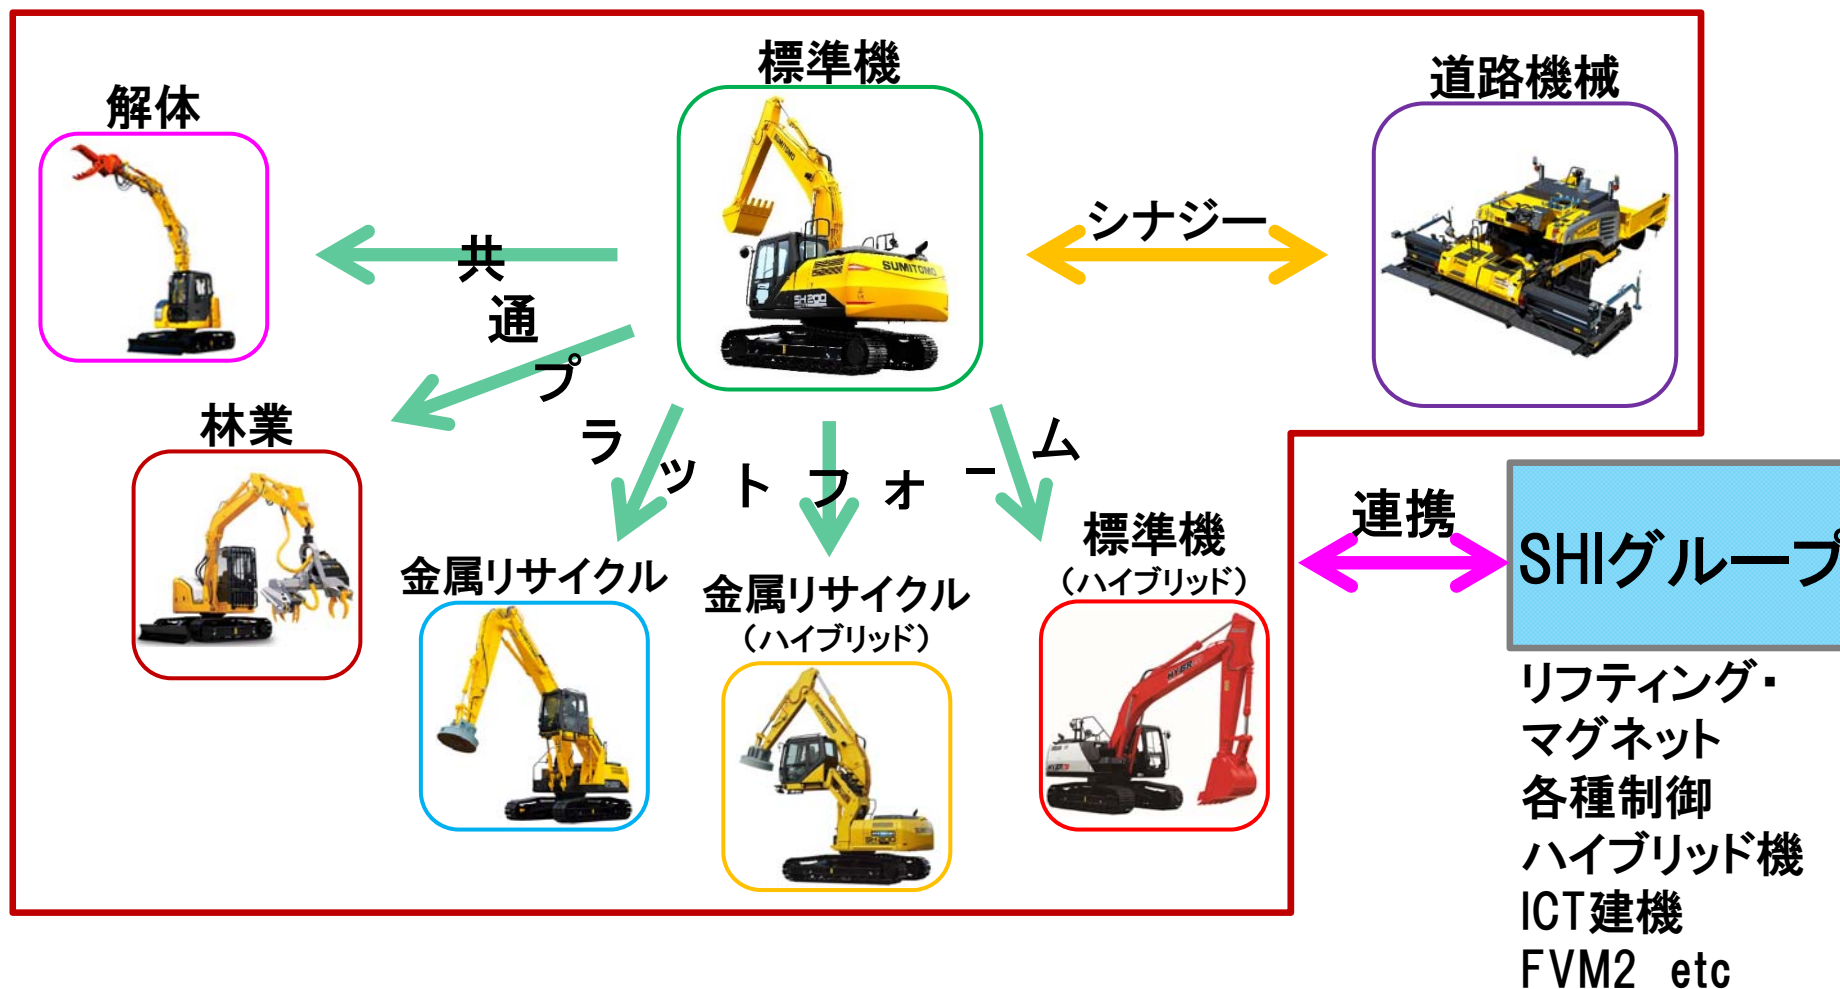 標準機
道路機械
解体
SUMITOMO
SUMITOMO
SH200
シナジー
共通プラットフォーム
林業
連携
SHIグループ
標準機
（ハイブリッド）
金属リサイクル
金属リサイクル
（ハイブリッド）
SUMITOMO
リフティング・
マグネット
各種制御
ハイブリッド機
ICT建機
FVM2 etc